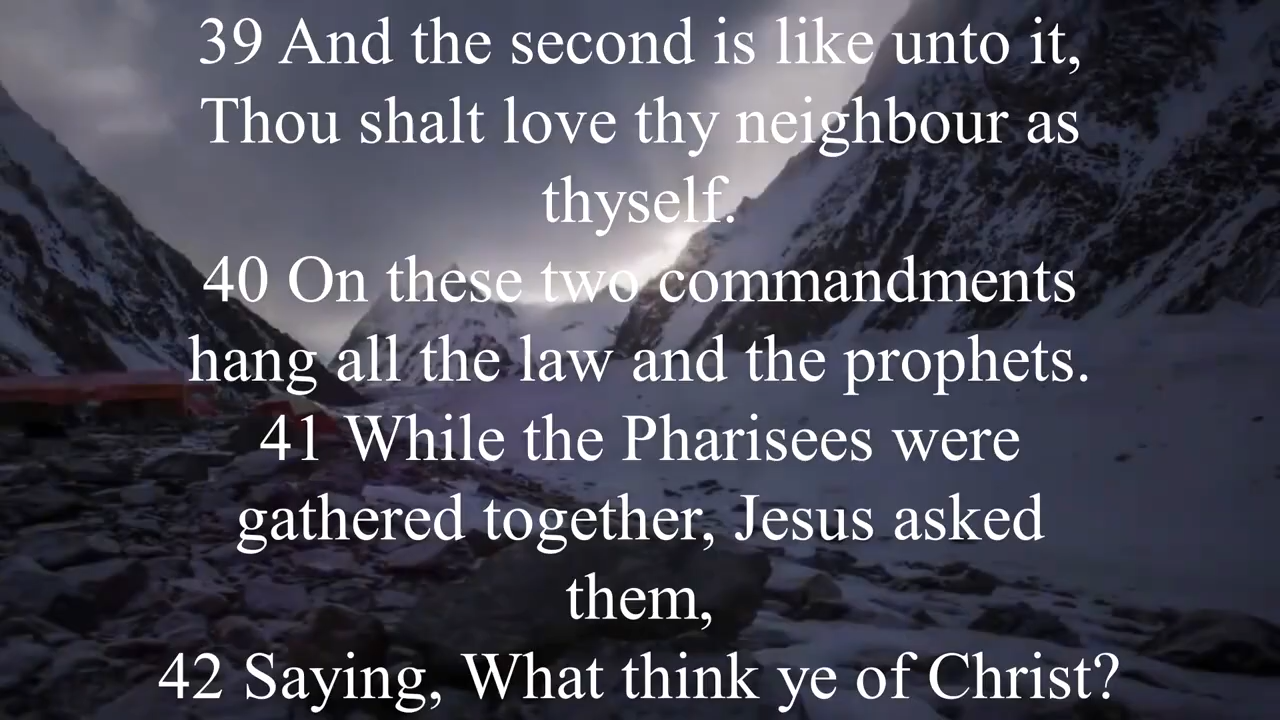 39 And the second is like unto it,
Thou shalt love thy neighbour as
thyself.
40 On these two commandments
hang all the law and the prophets.
41 While the Pharisees were
gathered together, Jesus asked
them,
42 Saying, What think ye of Christ?